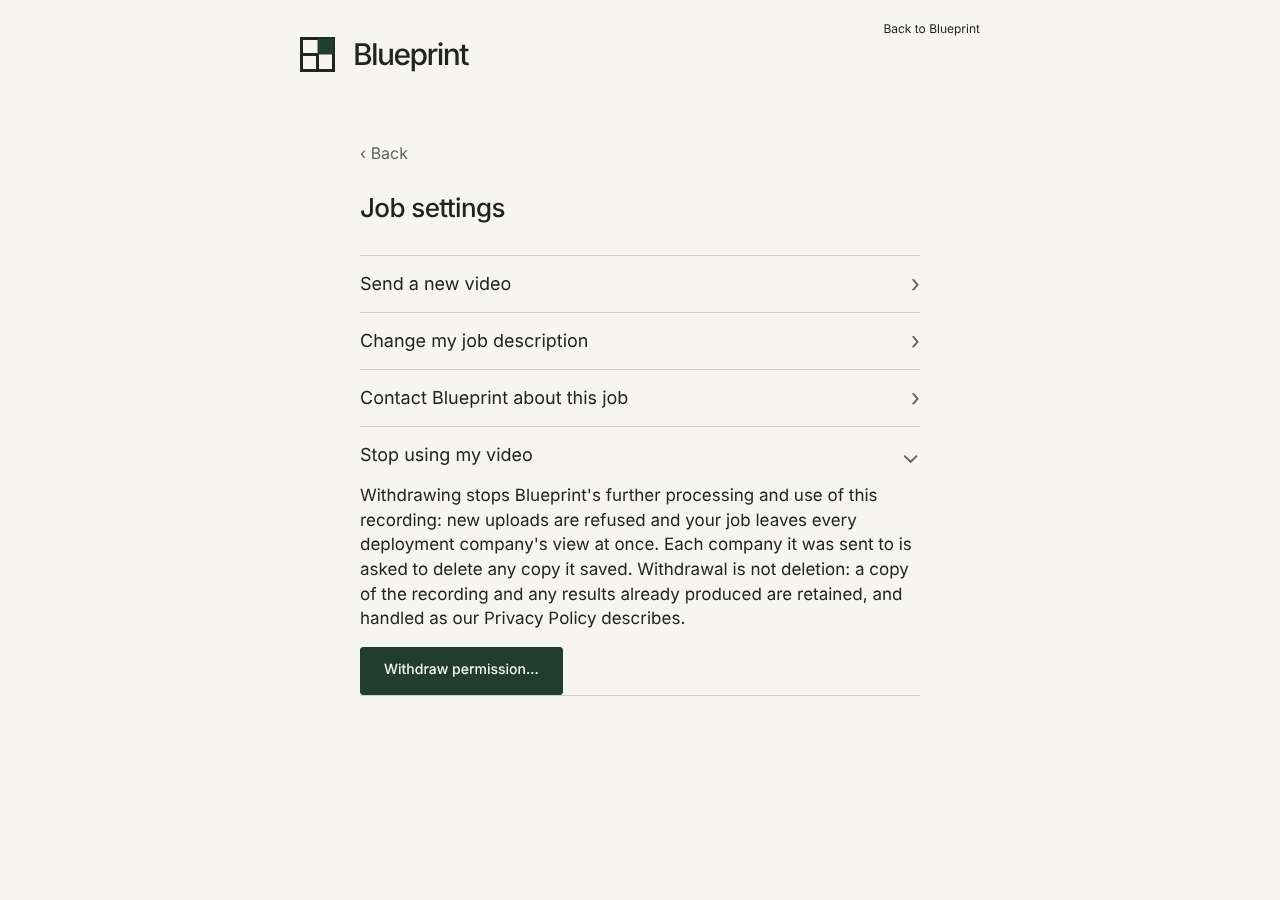 Back to Blueprint
Blueprint
‹ Back
Job settings
Send a new video
Change my job description
Contact Blueprint about this job
Stop using my video
Withdrawing stops Blueprint's further processing and use of this
recording: new uploads are refused and your job leaves every
deployment company's view at once. Each company it was sent to is
asked to delete any copy it saved. Withdrawal is not deletion: a copy
of the recording and any results already produced are retained, and
handled as our Privacy Policy describes.
Withdraw permission...